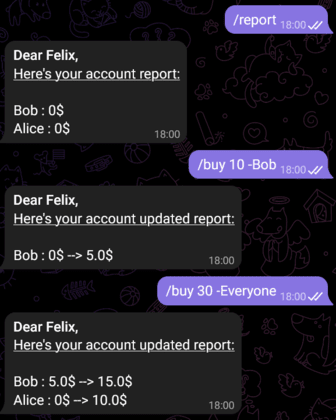 /report
18:00
Dear Felix,
Here's your account report:
Bob : 0$
Alice : 0$
18:00
/buy 10 -Bob
18:00
Dear Felix,
Here's your account updated report:
Bob : 0$ --> 5.0$
18:00
/buy 30 -Everyone
18:00
Dear Felix,
Here's your account updated report:
Bob : 5.0$ --> 15.0$
Alice : 0$ --> 10.0$
18:00